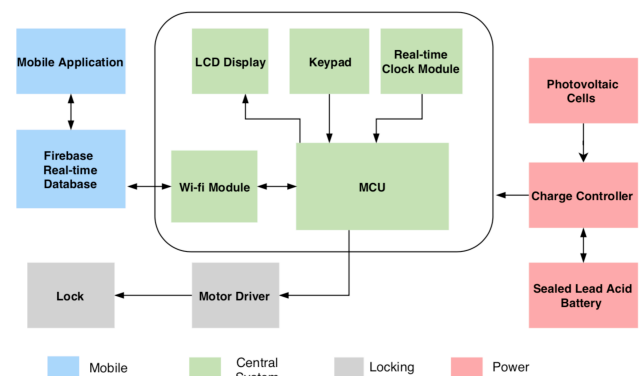 Mobile Application
LCD Display
Keypad
Real-time
Clock Module
Photovoltaic
Cells
Firebase
Real-time
Database
Wi-fi Module
MCU
Charge Controller
Lock
Motor Driver
Sealed Lead Acid
Battery
Mobile
Central
Locking
Power